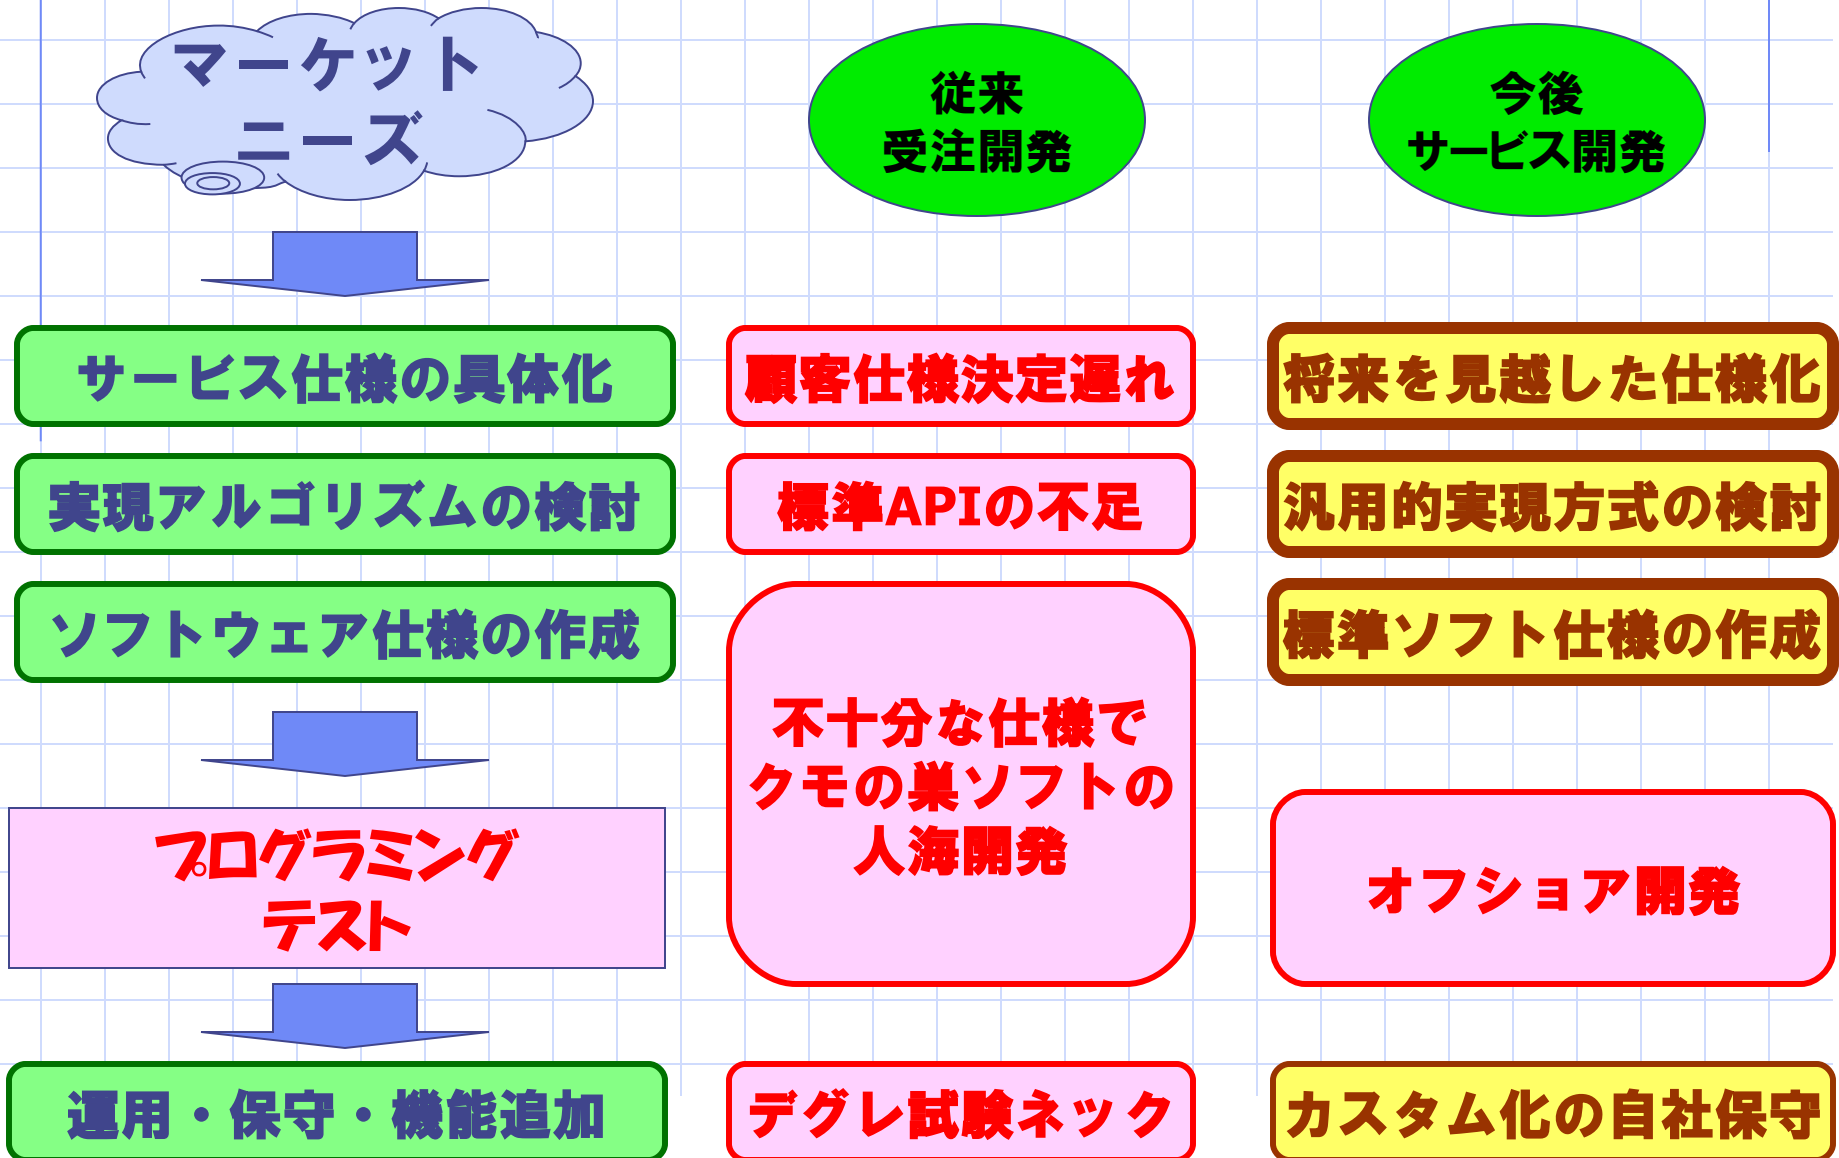 マーケット
ニーズ
従来
受注開発
今後
サービス開発
サービス仕様の具体化
顧客仕様決定遅れ
将来を見越した仕様化
実現アルゴリズムの検討
標準APIの不足
汎用的実現方式の検討
ソフトウェア仕様の作成
標準ソフト仕様の作成
不十分な仕様で
クモの巣ソフトの
人海開発
プログラミング
テスト
オフショア開発
運用・保守・機能追加
デグレ試験ネック
カスタム化の自社保守